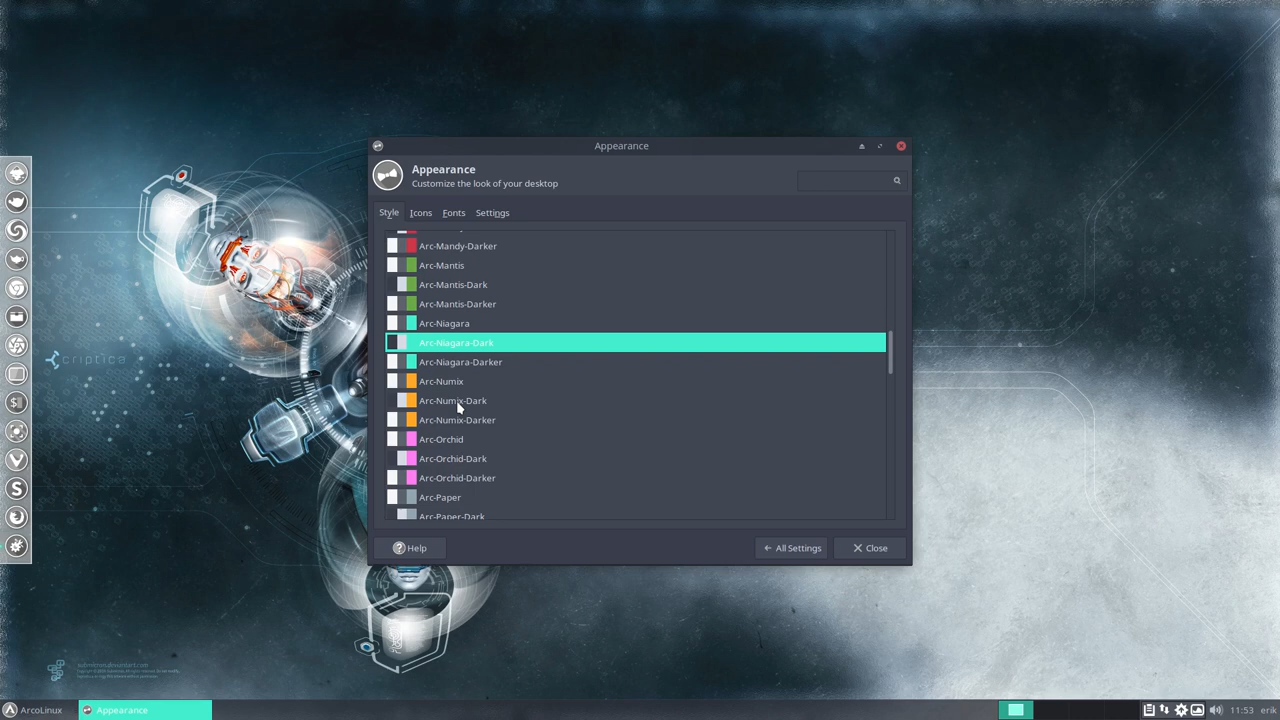 Appearance
Appearance
Customize the look of your desktop
Style Icons Fonts Settings
Arc-Mandy-Darker
Arc-Mantis
Arc-Mantis-Dark
Arc-Mantis-Darker
Arc-Niagara
Arc-Niagara-Dark
Arc-Niagara-Darker
Arc-Numix
Arc-Numix-Dark
Arc-Numix-Darker
Arc-Orchid
Arc-Orchid-Dark
Arc-Orchid-Darker
Arc-Paper
Arc-Paper-Dark
Help All Settings Close
criptica
ArcoLinux Appearance 11:53 erik